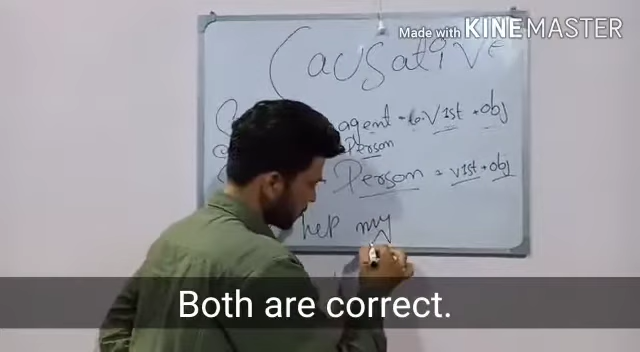 Made with KINEMASTER
Causative
agent + to V1st + obj
Person
Person + V1st + obj
help my
Both are correct.